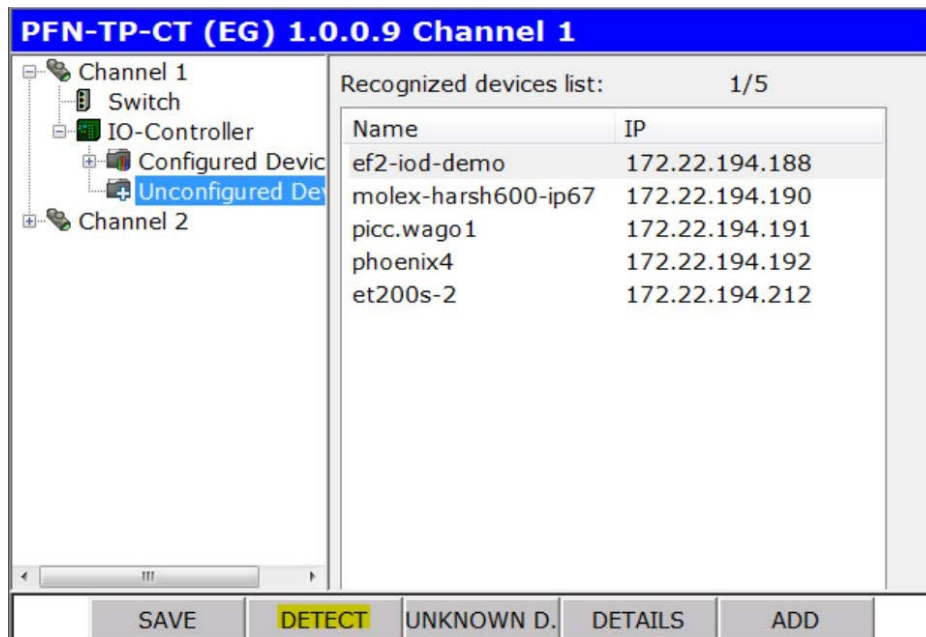 PFN-TP-CT (EG) 1.0.0.9 Channel 1
Channel 1
Switch
IO-Controller
Configured Devic
Unconfigured Dev
Channel 2
Recognized devices list: 1/5
Name IP
ef2-iod-demo 172.22.194.188
molex-harsh600-ip67 172.22.194.190
picc.wago1 172.22.194.191
phoenix4 172.22.194.192
et200s-2 172.22.194.212
SAVE DETECT UNKNOWN D. DETAILS ADD